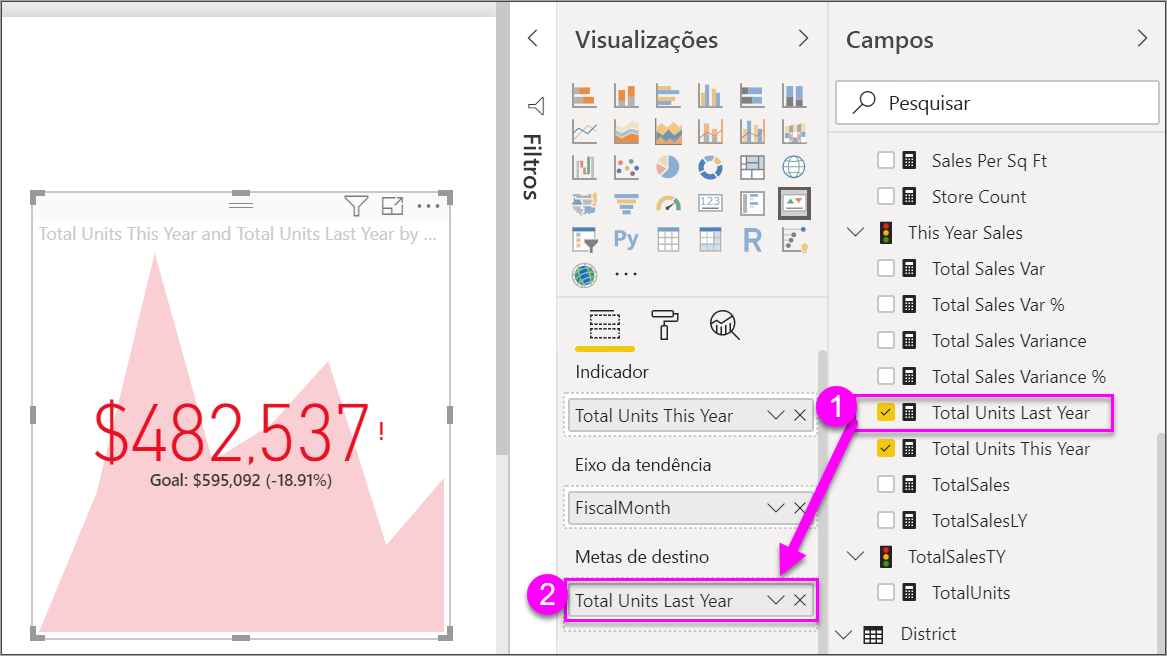 Total Units This Year and Total Units Last Year by ...
$482,537 !
Goal: $595,092 (-18.91%)
Filtros
Visualizações
123
Py
R
Indicador
Total Units This Year
Eixo da tendência
FiscalMonth
Metas de destino
2
Total Units Last Year
Campos
Pesquisar
Sales Per Sq Ft
Store Count
This Year Sales
Total Sales Var
Total Sales Var %
Total Sales Variance
Total Sales Variance %
1
Total Units Last Year
Total Units This Year
TotalSales
TotalSalesLY
TotalSalesTY
TotalUnits
District